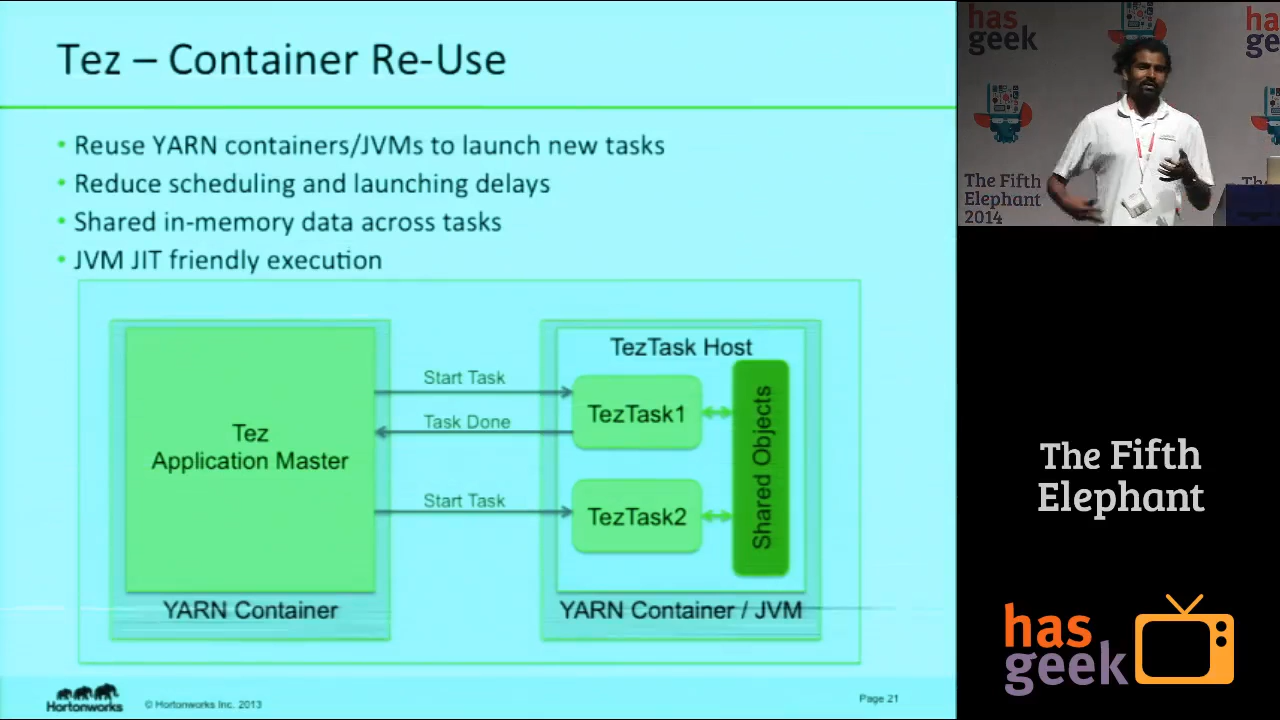 Tez – Container Re-Use
• Reuse YARN containers/JVMs to launch new tasks
• Reduce scheduling and launching delays
• Shared in-memory data across tasks
• JVM JIT friendly execution
Tez
Application Master
YARN Container
Start Task
Task Done
Start Task
TezTask Host
TezTask1
TezTask2
Shared Objects
YARN Container / JVM
Hortonworks
© Hortonworks Inc. 2013
Page 21
has
geek
has
geek
The Fifth
Elephant
2014
The Fifth
Elephant
has
geek